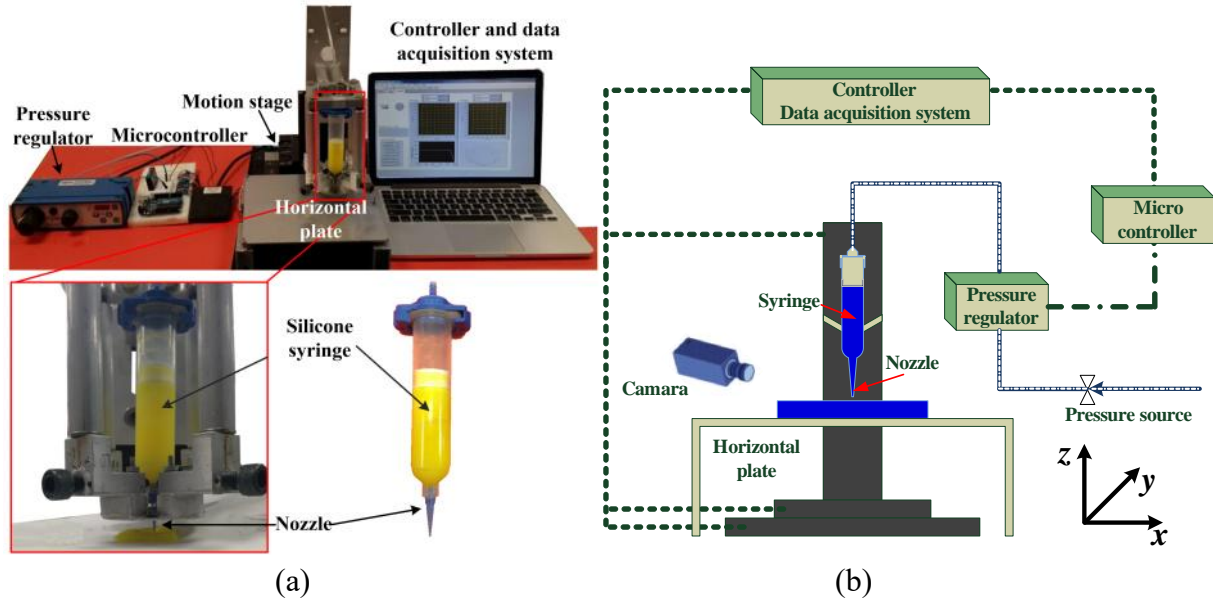 Controller and data
acquisition system
Motion stage
Pressure
regulator
Microcontroller
Horizontal
plate
Silicone
syringe
Nozzle
(a)
Controller
Data acquisition system
Micro
controller
Syringe
Pressure
regulator
Nozzle
Camara
Pressure source
Horizontal
plate
z
y
x
(b)